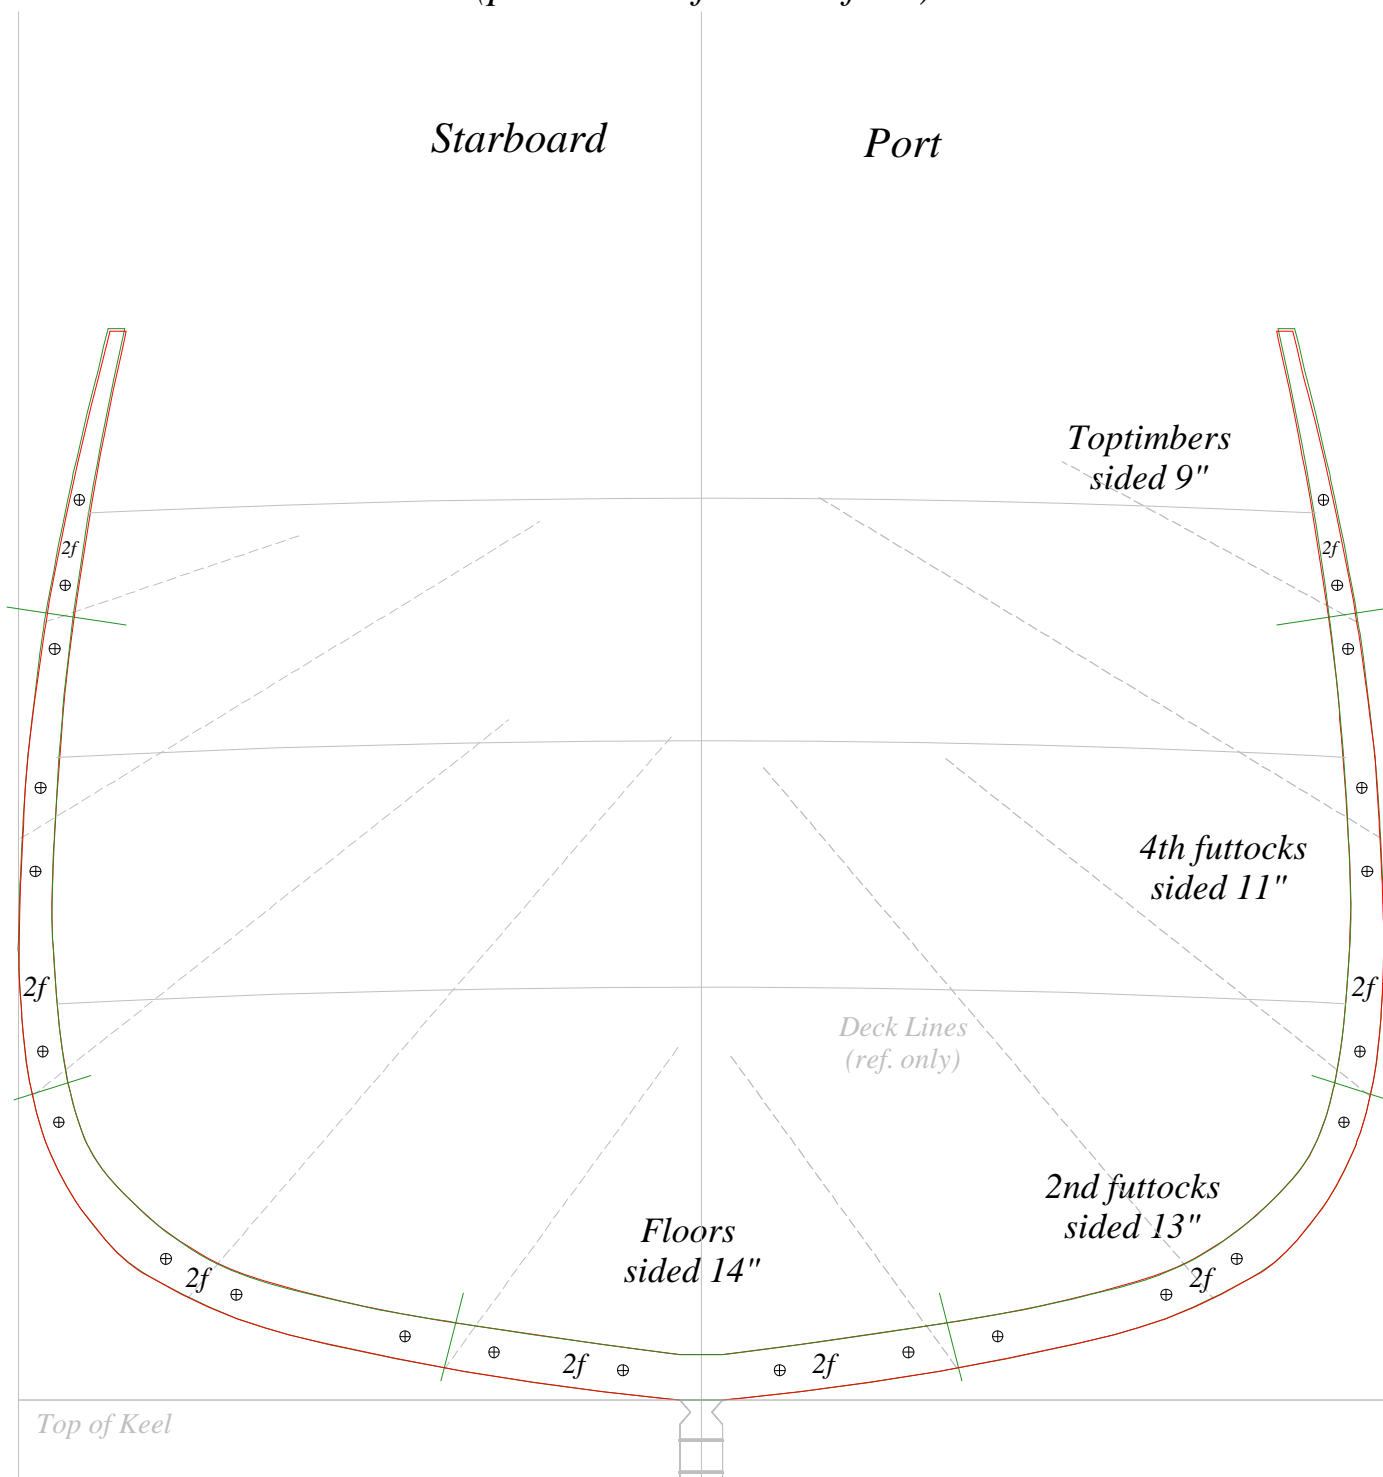 Starboard
Port
Toptimbers
sided 9"
2f
2f
4th futtocks
sided 11"
2f
2f
Deck Lines
(ref. only)
2nd futtocks
sided 13"
Floors
sided 14"
2f
2f
2f
2f
Top of Keel